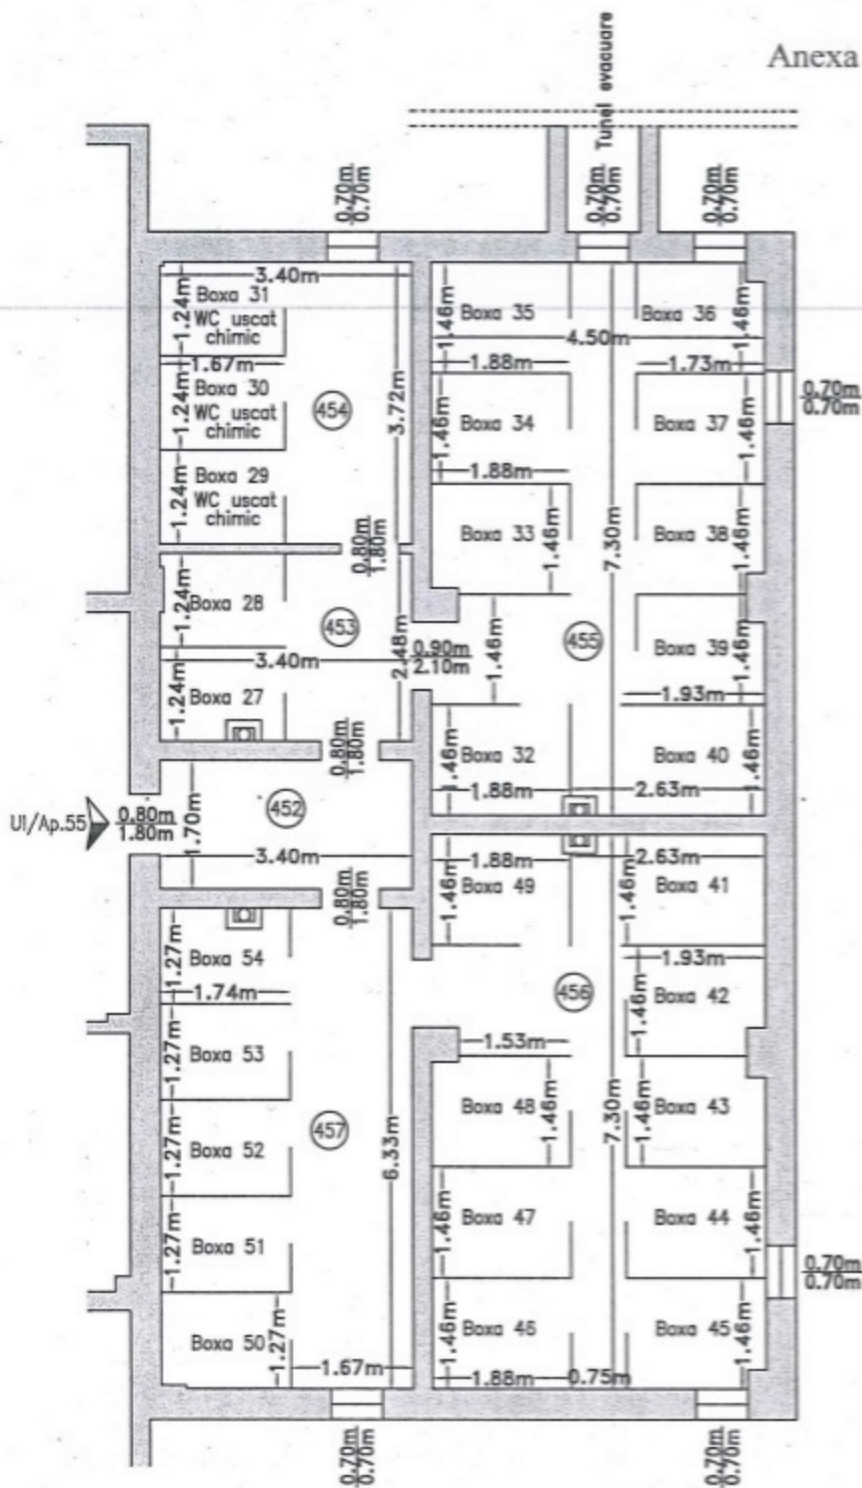 Anexa
Tunel evacuare
0.70m
0.70m
0.70m
0.70m
0.70m
0.70m
3.40m
1.24m
Boxa 31
WC uscat
chimic
1.67m
1.24m
Boxa 30
WC uscat
chimic
454
3.72m
1.24m
Boxa 29
WC uscat
chimic
0.80m
1.80m
1.46m
Boxa 35
Boxa 36
1.46m
4.50m
1.88m
1.73m
0.70m
0.70m
1.46m
Boxa 34
Boxa 37
1.46m
1.88m
Boxa 33
1.46m
7.30m
Boxa 38
1.46m
1.24m
Boxa 28
453
2.48m
3.40m
0.90m
2.10m
1.24m
Boxa 27
1.46m
455
Boxa 39
1.46m
1.93m
0.80m
1.80m
1.46m
Boxa 32
Boxa 40
1.46m
1.88m
2.63m
U!/Ap.55
0.80m
1.80m
1.70m
452
3.40m
0.80m
1.80m
1.88m
2.63m
1.46m
Boxa 49
1.46m
Boxa 41
1.27m
Boxa 54
1.74m
1.93m
456
1.46m
Boxa 42
1.53m
1.27m
Boxa 53
Boxa 48
1.46m
7.30m
1.46m
Boxa 43
457
6.33m
1.27m
Boxa 52
1.46m
Boxa 47
Boxa 44
1.46m
1.27m
Boxa 51
0.70m
0.70m
Boxa 50
1.27m
1.67m
1.46m
Boxa 46
Boxa 45
1.46m
1.88m
0.75m
0.70m
0.70m
0.70m
0.70m